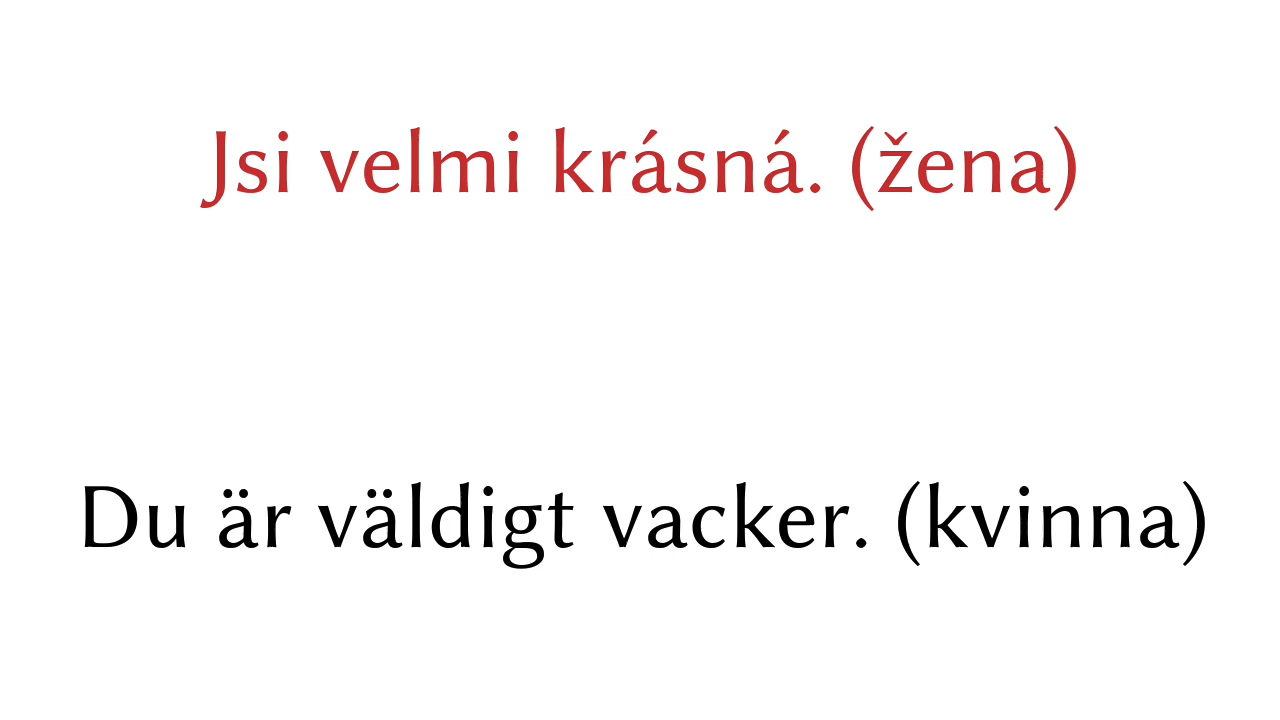 Jsi velmi krásná. (žena)
Du är väldigt vacker. (kvinna)